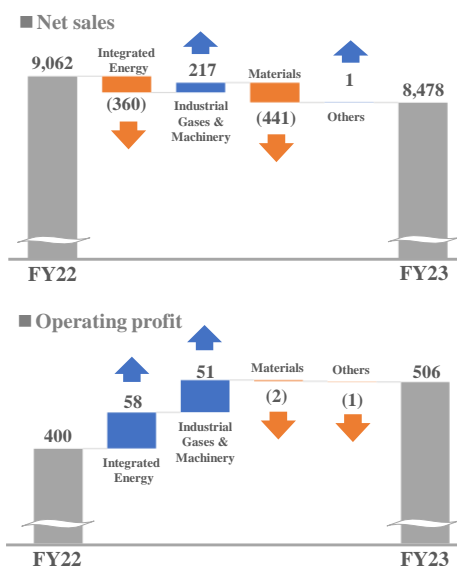 ■ Net sales
9,062
Integrated
Energy
(360)
217
Industrial
Gases &
Machinery
Materials
(441)
1
Others
8,478
FY22
FY23
■ Operating profit
400
58
Integrated
Energy
51
Industrial
Gases &
Machinery
Materials
(2)
Others
(1)
506
FY22
FY23